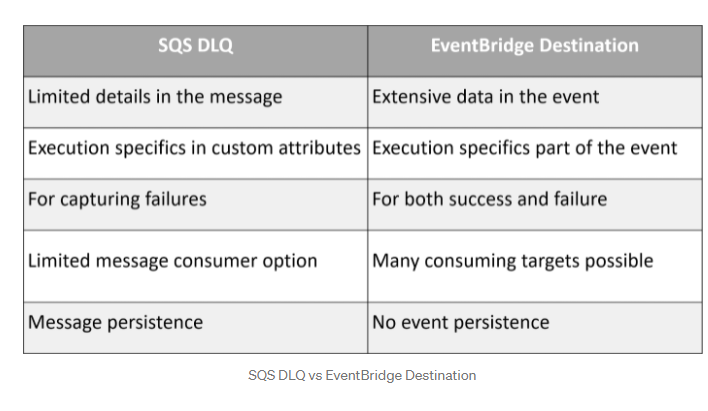 SQS DLQ
EventBridge Destination
Limited details in the message
Extensive data in the event
Execution specifics in custom attributes
Execution specifics part of the event
For capturing failures
For both success and failure
Limited message consumer option
Many consuming targets possible
Message persistence
No event persistence
SQS DLQ vs EventBridge Destination